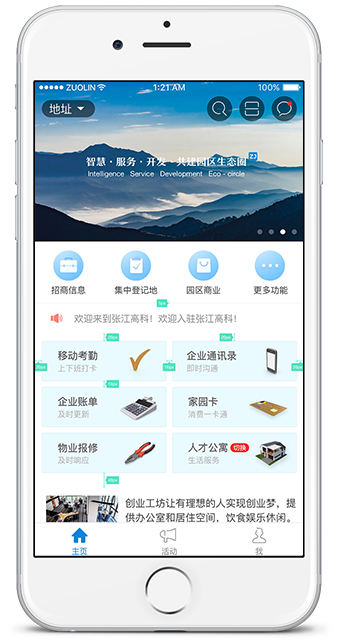 ZUOLIN
1:21 AM
100%
地址
智慧·服务·开发·共建园区生态圈 ZJ
Intelligence Service Development Eco-circle
招商信息
集中登记地
园区商业
更多功能
欢迎来到张江高科！欢迎入驻张江高科！
移动考勤
上下班打卡
企业通讯录
即时沟通
企业账单
及时更新
家园卡
消费一卡通
物业报修
及时响应
人才公寓 切换
生活服务
创业工坊让有理想的人实现创业梦，提
供办公室和居住空间，饮食娱乐休闲。
主页
活动
我